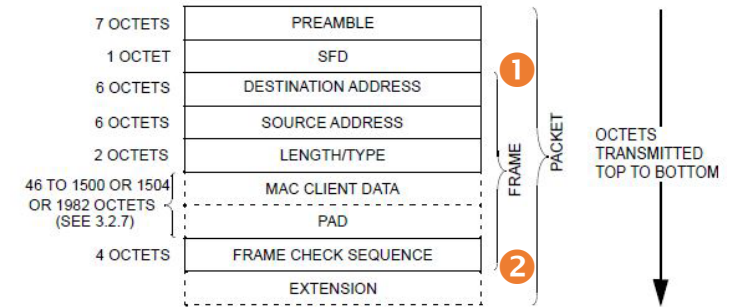 7 OCTETS PREAMBLE
1 OCTET SFD
6 OCTETS DESTINATION ADDRESS
6 OCTETS SOURCE ADDRESS
2 OCTETS LENGTH/TYPE
46 TO 1500 OR 1504
OR 1982 OCTETS
(SEE 3.2.7)
MAC CLIENT DATA
PAD
4 OCTETS FRAME CHECK SEQUENCE
EXTENSION
1
2
FRAME
PACKET
OCTETS
TRANSMITTED
TOP TO BOTTOM